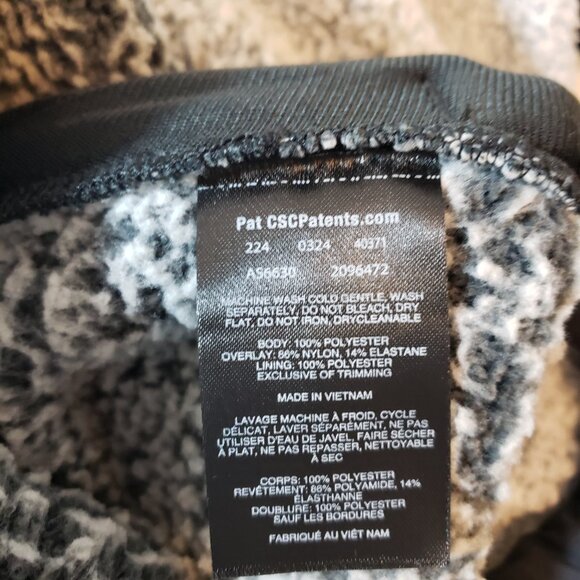 Pat CSCPatents.com
224 0324 40371
AS6630 2096472
MACHINE WASH COLD GENTLE, WASH
SEPARATELY, DO NOT BLEACH, DRY
FLAT, DO NOT IRON, DRYCLEANABLE
BODY: 100% POLYESTER
OVERLAY: 86% NYLON, 14% ELASTANE
LINING: 100% POLYESTER
EXCLUSIVE OF TRIMMING
MADE IN VIETNAM
LAVAGE MACHINE À FROID, CYCLE
DÉLICAT, LAVER SÉPARÉMENT, NE PAS
UTILISER D'EAU DE JAVEL, FAIRE SÉCHER
À PLAT, NE PAS REPASSER, NETTOYABLE
À SEC
CORPS: 100% POLYESTER
REVÊTEMENT: 86% POLYAMIDE, 14%
ÉLASTHANNE
DOUBLURE: 100% POLYESTER
SAUF LES BORDURES
FABRIQUÉ AU VIÊT NAM